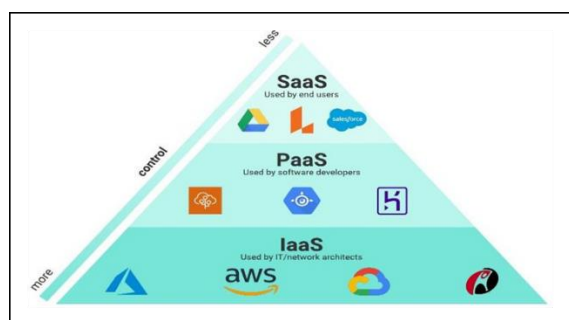 less
SaaS
Used by end users
salesforce
control
PaaS
Used by software developers
IaaS
Used by IT/network architects
more
aws